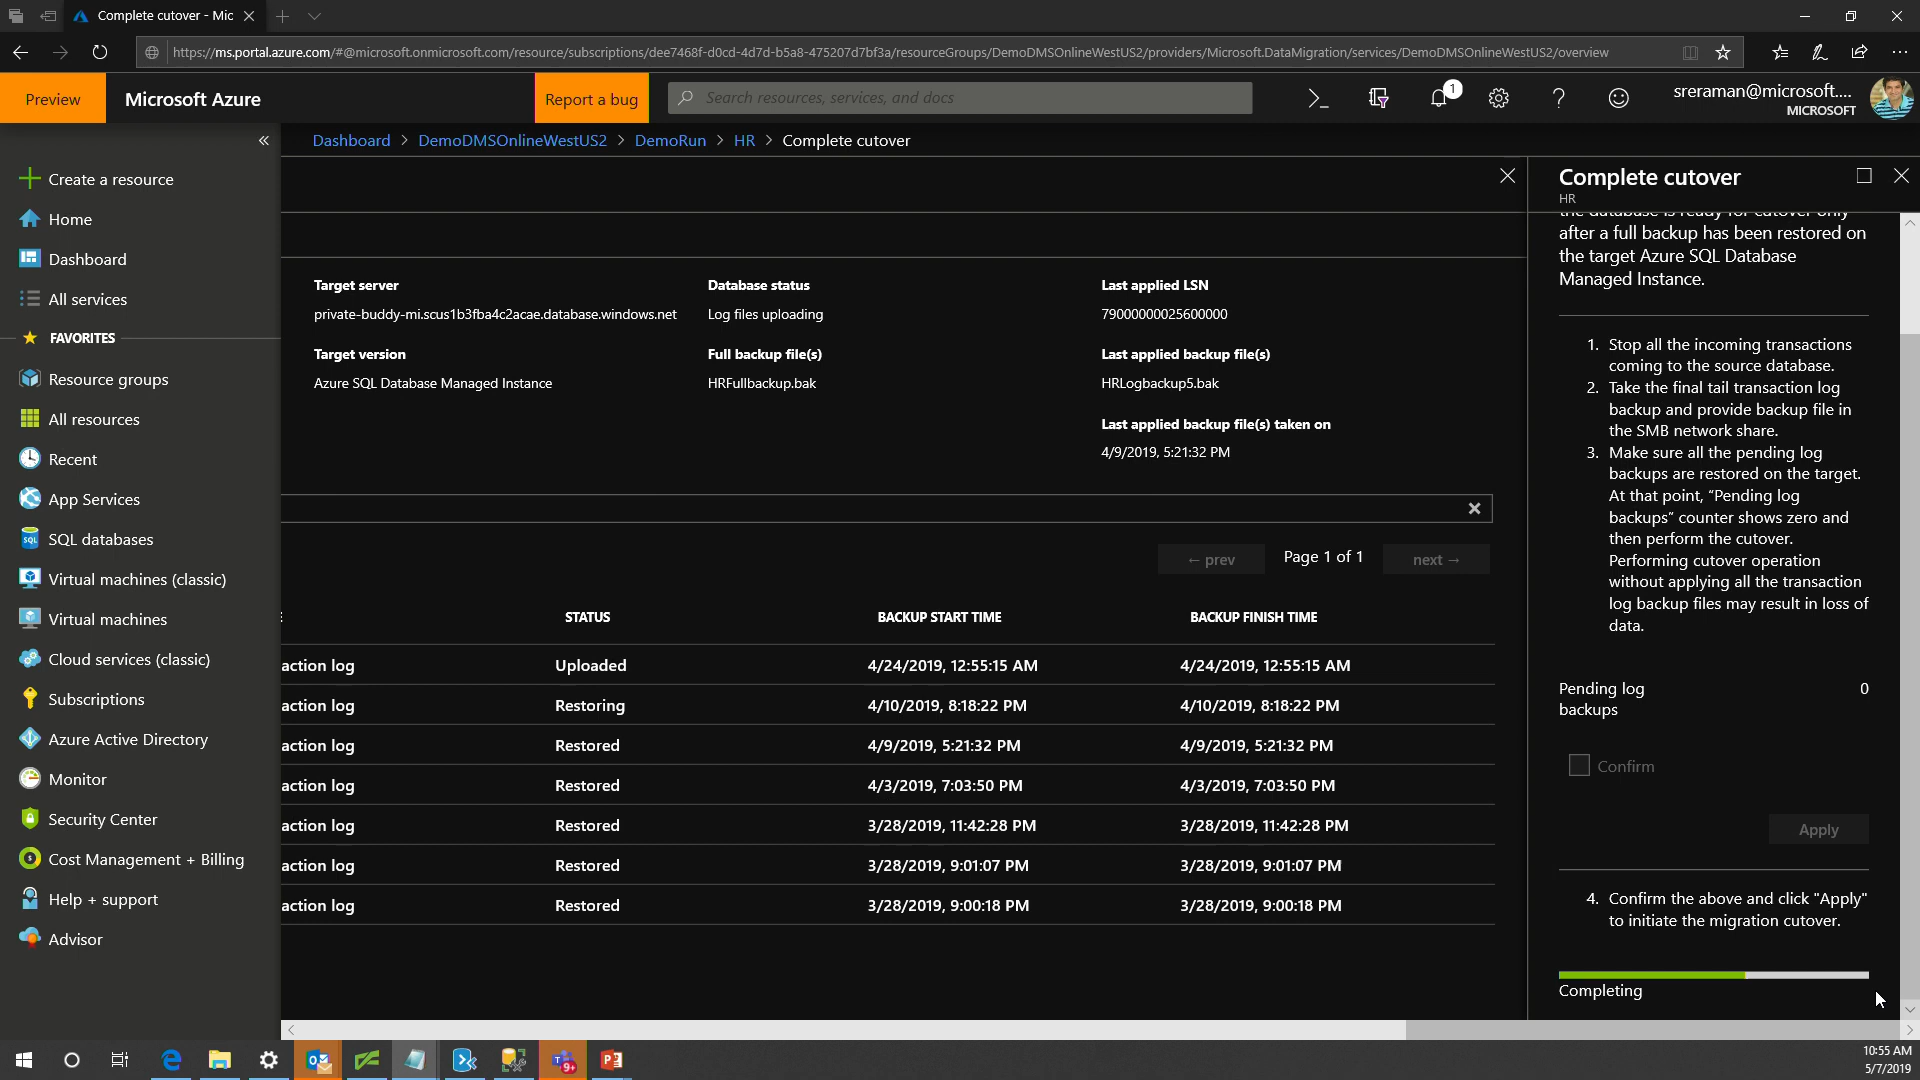 Complete cutover - Mic
https://ms.portal.azure.com/#@microsoft.onmicrosoft.com/resource/subscriptions/dee7468f-d0cd-4d7d-b5a8-475207d7bf3a/resourceGroups/DemoDMSOnlineWestUS2/providers/Microsoft.DataMigration/services/DemoDMSOnlineWestUS2/overview
Preview
Microsoft Azure
Report a bug
Search resources, services, and docs
1
sreraman@microsoft....
MICROSOFT
Dashboard > DemoDMSOnlineWestUS2 > DemoRun > HR > Complete cutover
Create a resource
Home
Dashboard
All services
FAVORITES
Resource groups
All resources
Recent
App Services
SQL databases
Virtual machines (classic)
Virtual machines
Cloud services (classic)
Subscriptions
Azure Active Directory
Monitor
Security Center
Cost Management + Billing
Help + support
Advisor
Target server
private-buddy-mi.scus1b3fba4c2acae.database.windows.net
Target version
Azure SQL Database Managed Instance
Database status
Log files uploading
Full backup file(s)
HRFullbackup.bak
Last applied LSN
79000000025600000
Last applied backup file(s)
HRLogbackup5.bak
Last applied backup file(s) taken on
4/9/2019, 5:21:32 PM
← prev
Page 1 of 1
next →
STATUS BACKUP START TIME BACKUP FINISH TIME
action log Uploaded 4/24/2019, 12:55:15 AM 4/24/2019, 12:55:15 AM
action log Restoring 4/10/2019, 8:18:22 PM 4/10/2019, 8:18:22 PM
action log Restored 4/9/2019, 5:21:32 PM 4/9/2019, 5:21:32 PM
action log Restored 4/3/2019, 7:03:50 PM 4/3/2019, 7:03:50 PM
action log Restored 3/28/2019, 11:42:28 PM 3/28/2019, 11:42:28 PM
action log Restored 3/28/2019, 9:01:07 PM 3/28/2019, 9:01:07 PM
action log Restored 3/28/2019, 9:00:18 PM 3/28/2019, 9:00:18 PM
Complete cutover
HR
the database is ready for cutover only
after a full backup has been restored on
the target Azure SQL Database
Managed Instance.
1. Stop all the incoming transactions
coming to the source database.
2. Take the final tail transaction log
backup and provide backup file in
the SMB network share.
3. Make sure all the pending log
backups are restored on the target.
At that point, “Pending log
backups” counter shows zero and
then perform the cutover.
Performing cutover operation
without applying all the transaction
log backup files may result in loss of
data.
Pending log
backups
0
Confirm
Apply
4. Confirm the above and click "Apply"
to initiate the migration cutover.
Completing
9+
10:55 AM
5/7/2019